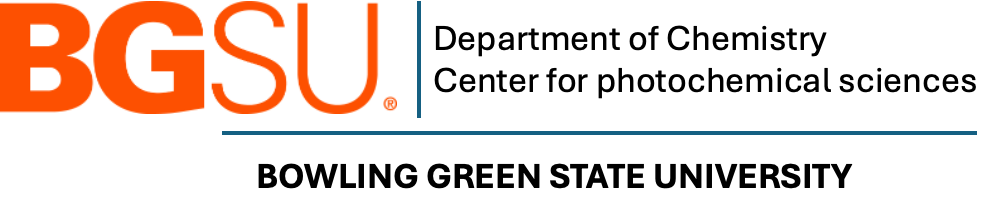 BGSU®
Department of Chemistry
Center for photochemical sciences
BOWLING GREEN STATE UNIVERSITY